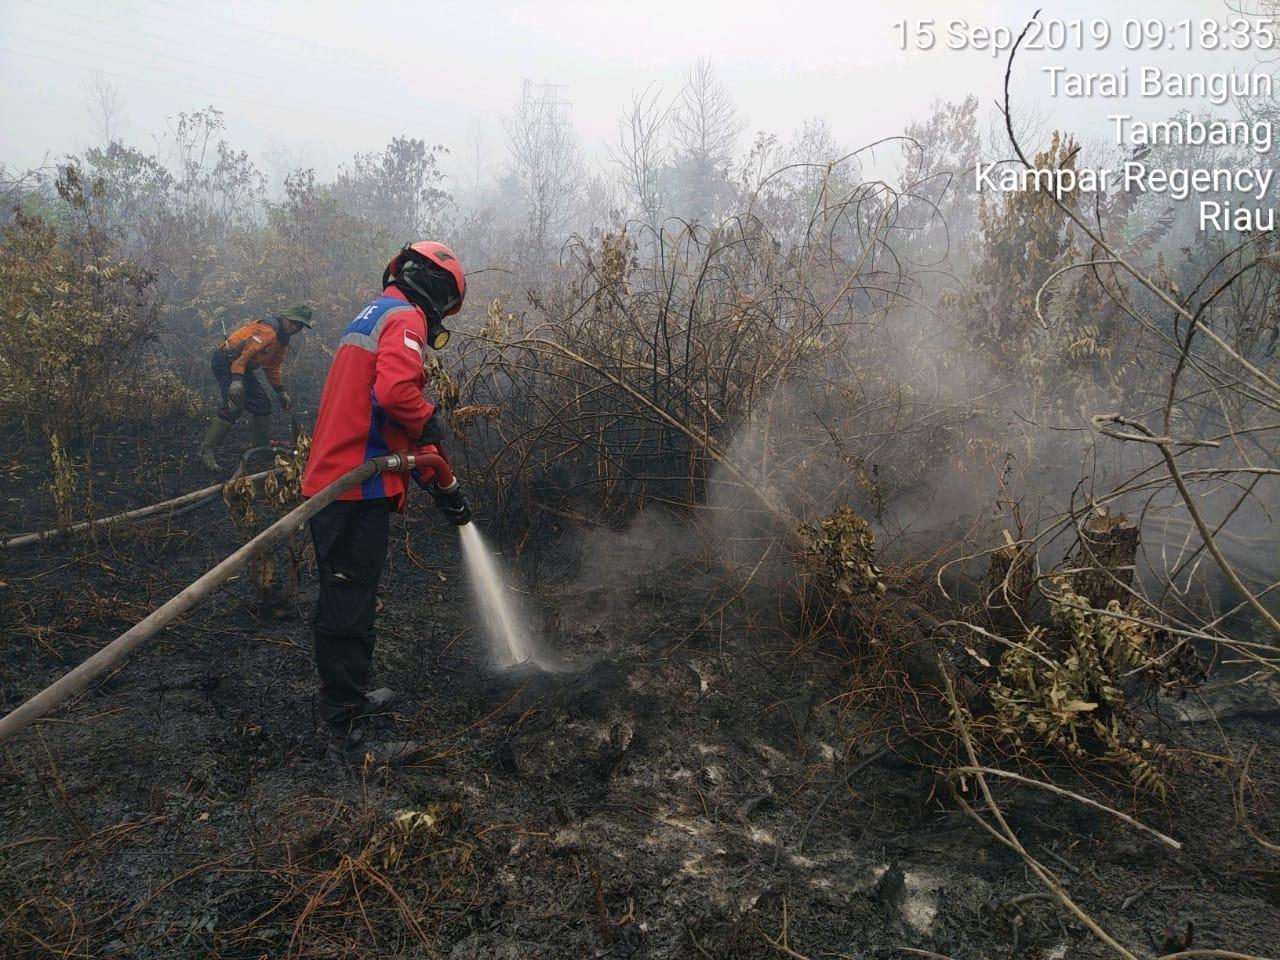 15 Sep 2019 09:18:35
Tarai Bangun
Tambang
Kampar Regency
Riau